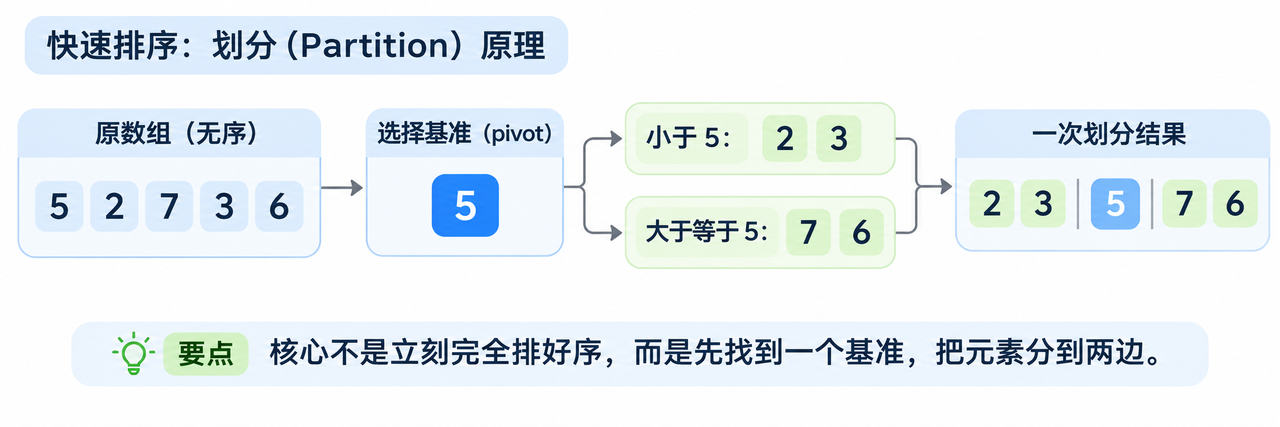 快速排序：划分（Partition）原理
原数组（无序）
5 2 7 3 6
选择基准（pivot）
5
小于 5： 2 3
大于等于 5： 7 6
一次划分结果
2 3 | 5 | 7 6
要点 核心不是立刻完全排好序，而是先找到一个基准，把元素分到两边。